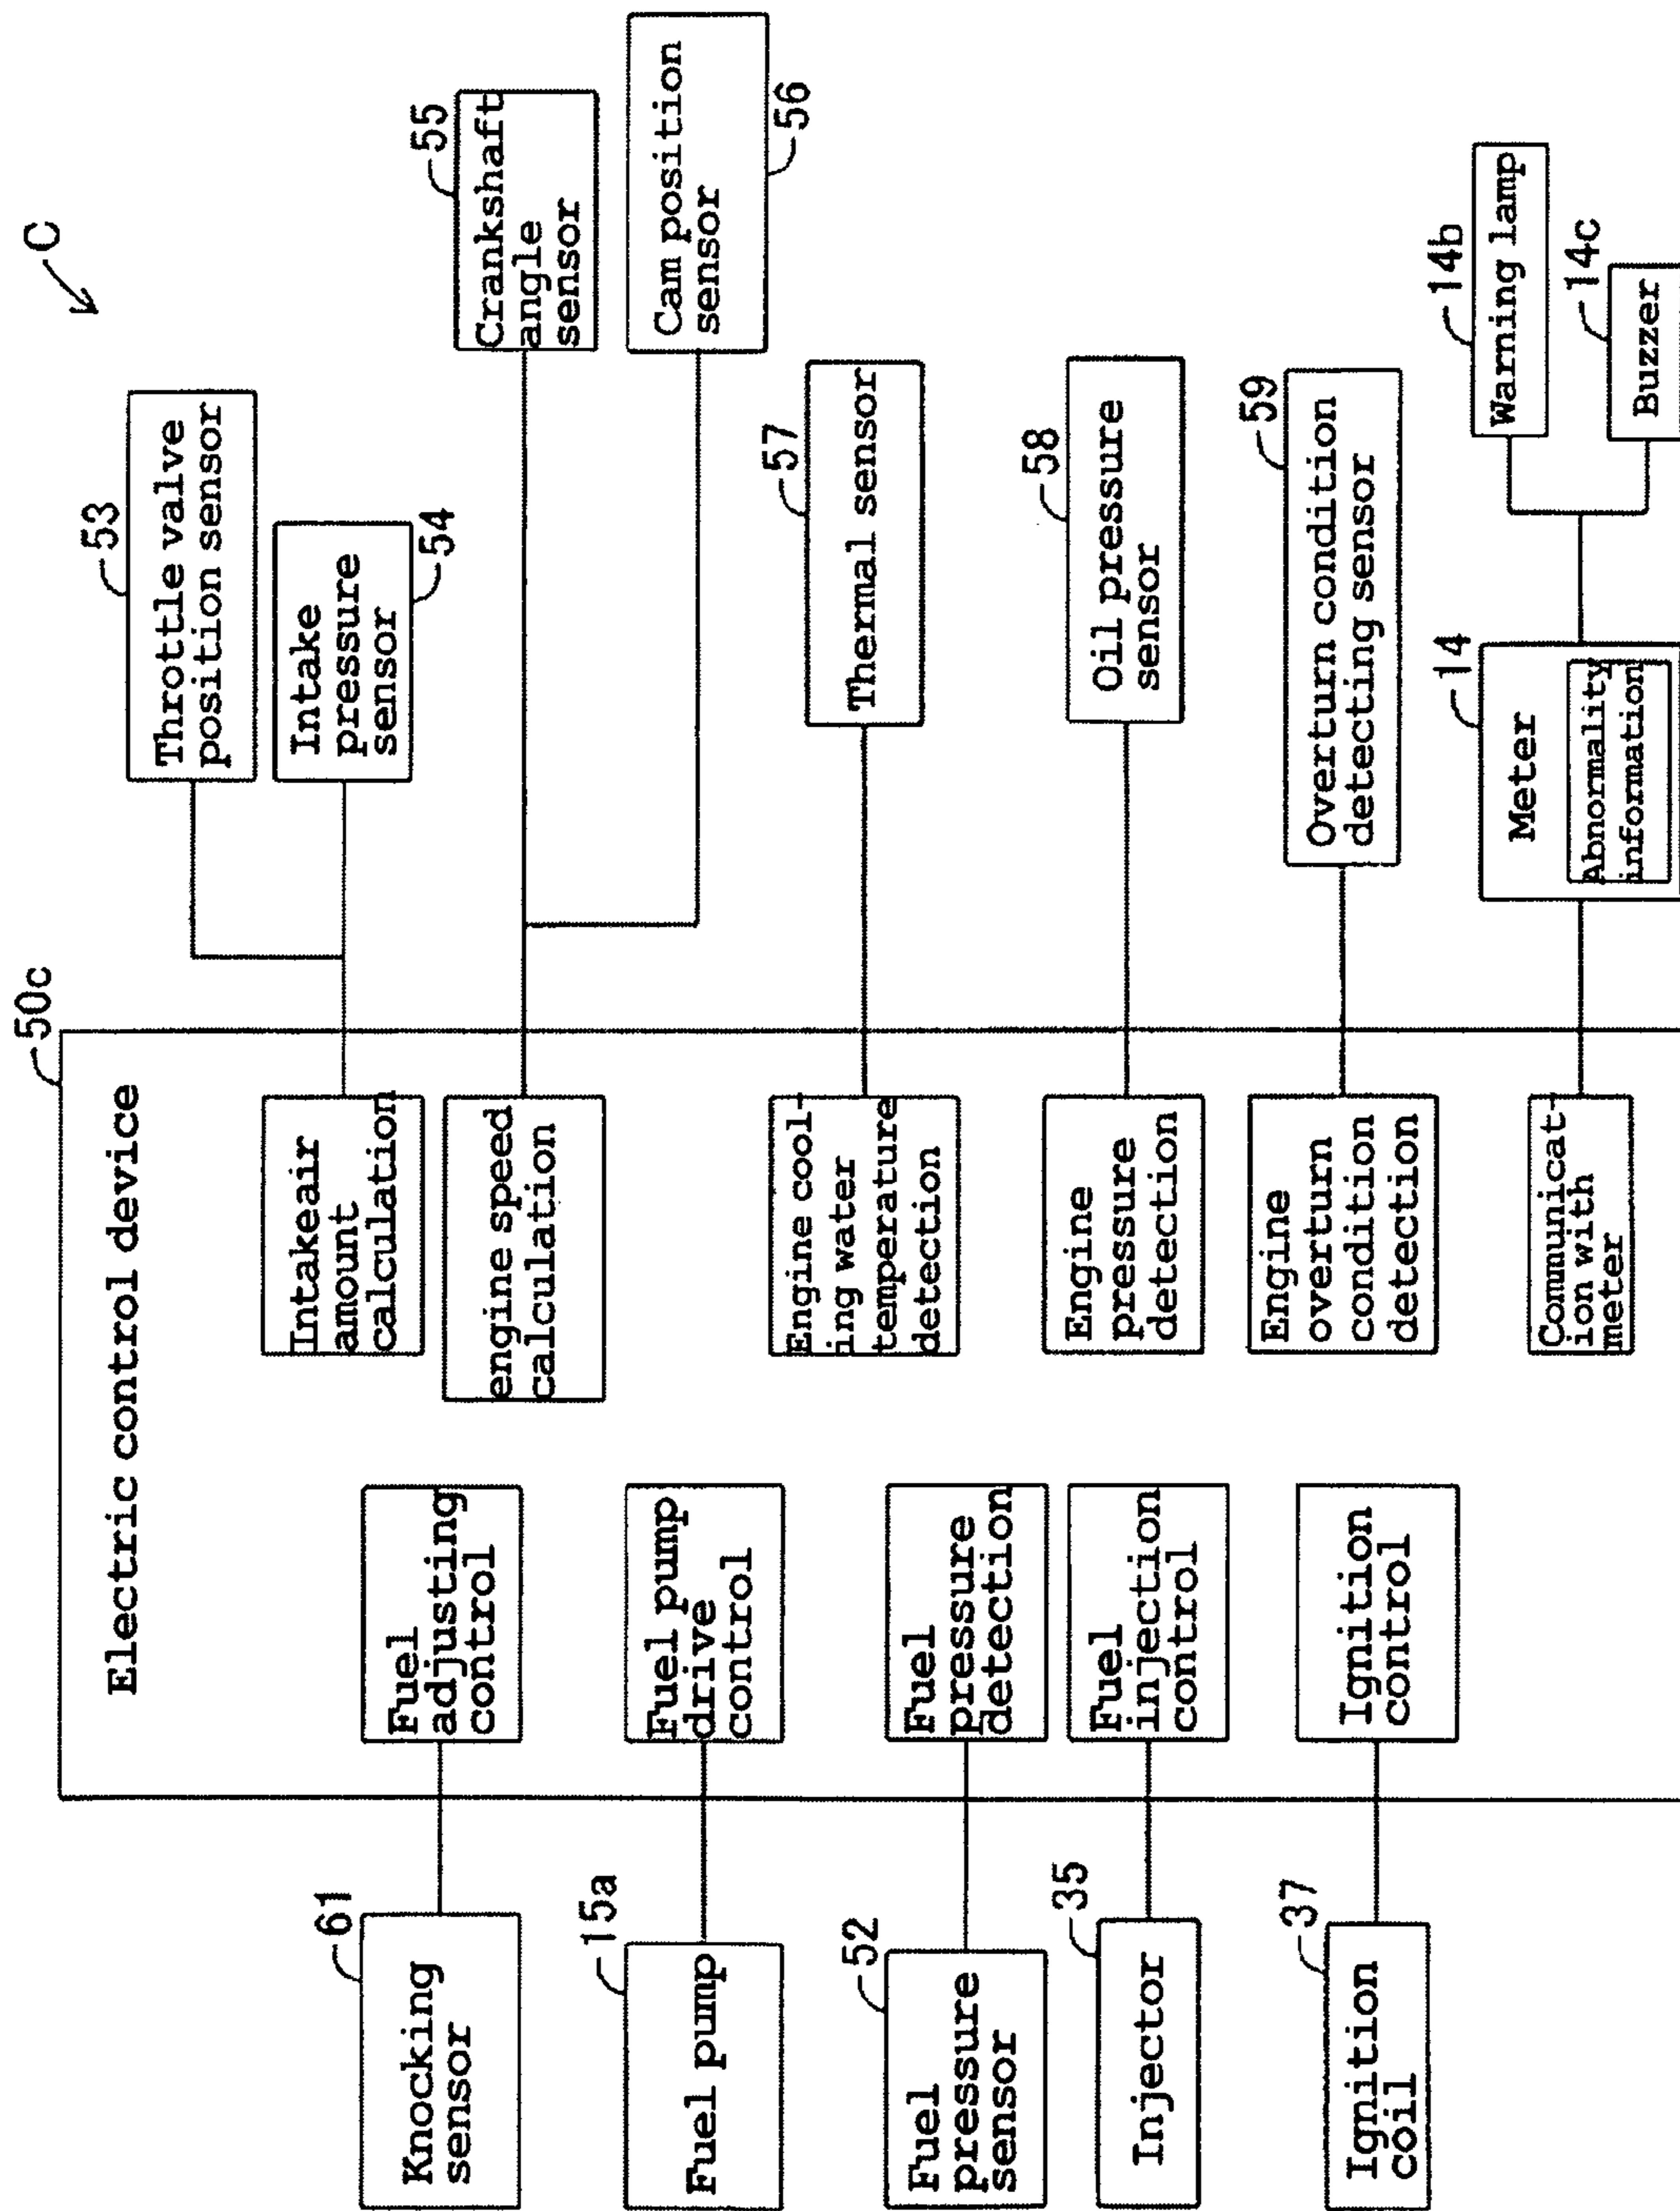 C
50c
Electric control device
61
Knocking
sensor
Fuel
adjusting
control
15a
Fuel pump
Fuel pump
drive
control
52
Fuel
pressure
sensor
Fuel
pressure
detection
35
Injector
Fuel
injection
control
37
Ignition
coil
Ignition
control
Intakeair
amount
calculation
53
Throttle valve
position sensor
Intake
pressure
sensor
54
engine speed
calculation
55
Crankshaft
angle
sensor
Cam position
sensor
56
Engine cool-
ing water
temperature
detection
57
Thermal sensor
Engine
pressure
detection
58
Oil pressure
sensor
Engine
overturn
condition
detection
59
Overturn condition
detecting sensor
Communicat-
ion with
meter
14
Meter
Abnormality
information
14b
Warning lamp
14c
Buzzer